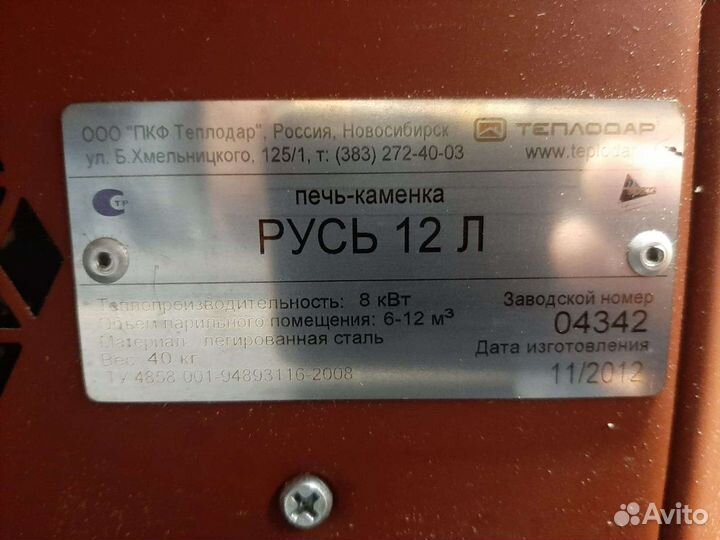 ООО "ПКФ Теплодар", Россия, Новосибирск
ул. Б.Хмельницкого, 125/1, т: (383) 272-40-03
ТЕПЛОДАР
www.teplodar
печь-каменка
РУСЬ 12 Л
Теплопроизводительность: 8 кВт
Объем парильного помещения: 6-12 м³
Материал: легированная сталь
Вес: 40 кг
ТУ 4858-001-94893116-2008
Заводской номер
04342
Дата изготовления
11/2012
Avito